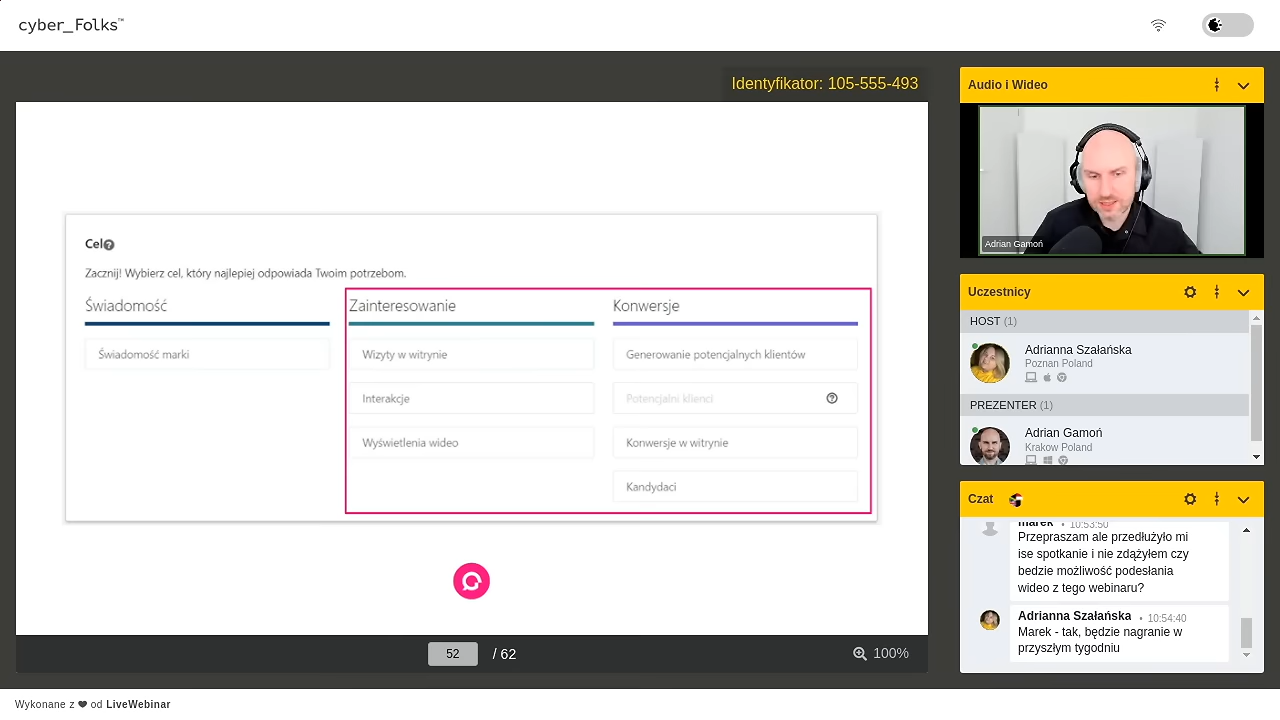 cyber_Folks™
Identyfikator: 105-555-493
Cel
Zacznij! Wybierz cel, który najlepiej odpowiada Twoim potrzebom.
Świadomość
Zainteresowanie
Konwersje
Świadomość marki
Wizyty w witrynie
Generowanie potencjalnych klientów
Interakcje
Potencjalni klienci
Wyświetlenia wideo
Konwersje w witrynie
Kandydaci
52 / 62
100%
Audio i Wideo
Adrian Gamoń
Uczestnicy
HOST (1)
Adrianna Szałańska
Poznan Poland
PREZENTER (1)
Adrian Gamoń
Krakow Poland
Czat
marek • 10:53:50
Przepraszam ale przedłużyło mi
ise spotkanie i nie zdążyłem czy
bedzie możliwość podesłania
wideo z tego webinaru?
Adrianna Szałańska • 10:54:40
Marek - tak, będzie nagranie w
przyszłym tygodniu
Wykonane z ❤ od LiveWebinar